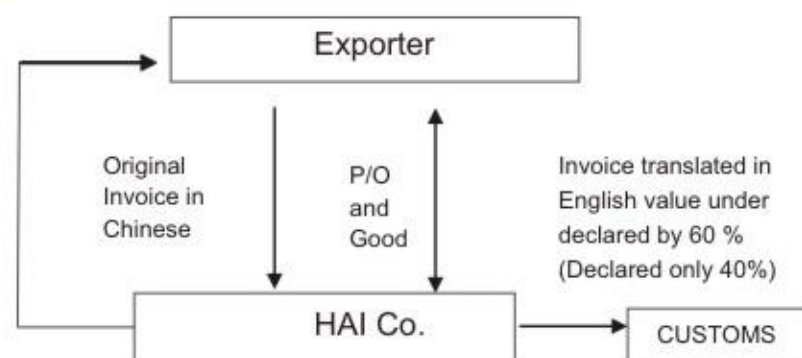 Exporter
Original
Invoice in
Chinese
P/O
and
Good
Invoice translated in
English value under
declared by 60 %
(Declared only 40%)
HAI Co.
CUSTOMS